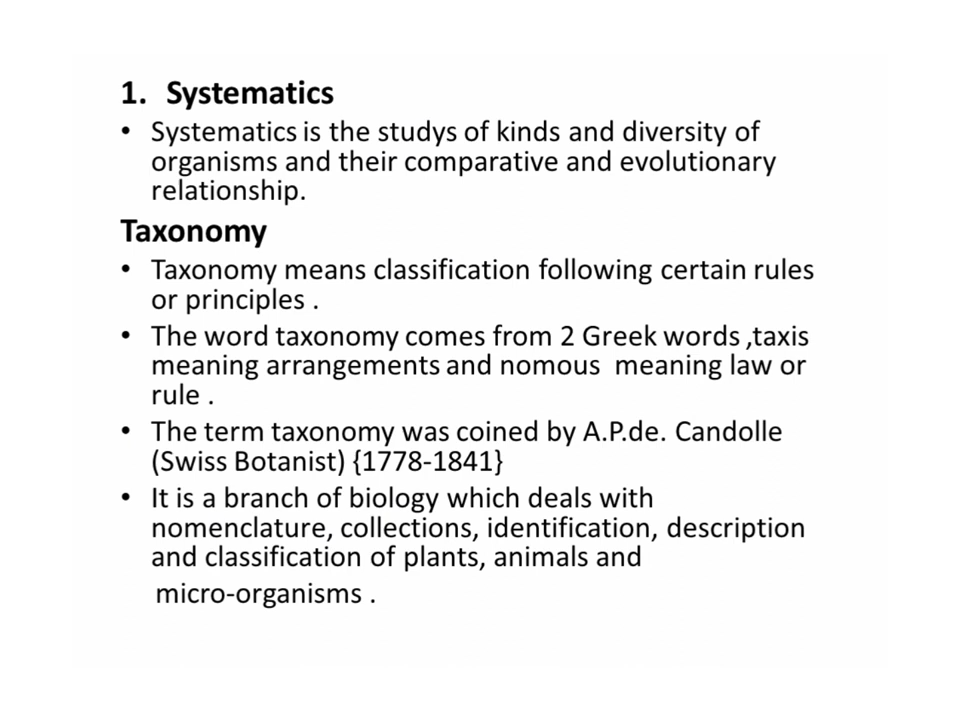 1. Systematics
• Systematics is the studys of kinds and diversity of
organisms and their comparative and evolutionary
relationship.
Taxonomy
• Taxonomy means classification following certain rules
or principles .
• The word taxonomy comes from 2 Greek words ,taxis
meaning arrangements and nomous  meaning law or
rule .
• The term taxonomy was coined by A.P.de. Candolle
(Swiss Botanist) {1778-1841}
• It is a branch of biology which deals with
nomenclature, collections, identification, description
and classification of plants, animals and
micro-organisms .